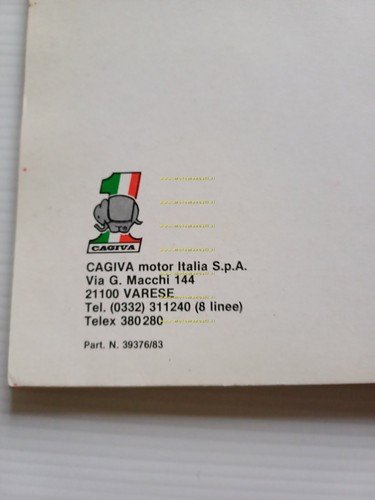 CAGIVA
CAGIVA motor Italia S.p.A.
Via G. Macchi 144
21100 VARESE
Tel. (0332) 311240 (8 linee)
Telex 380280
Part. N. 39376/83